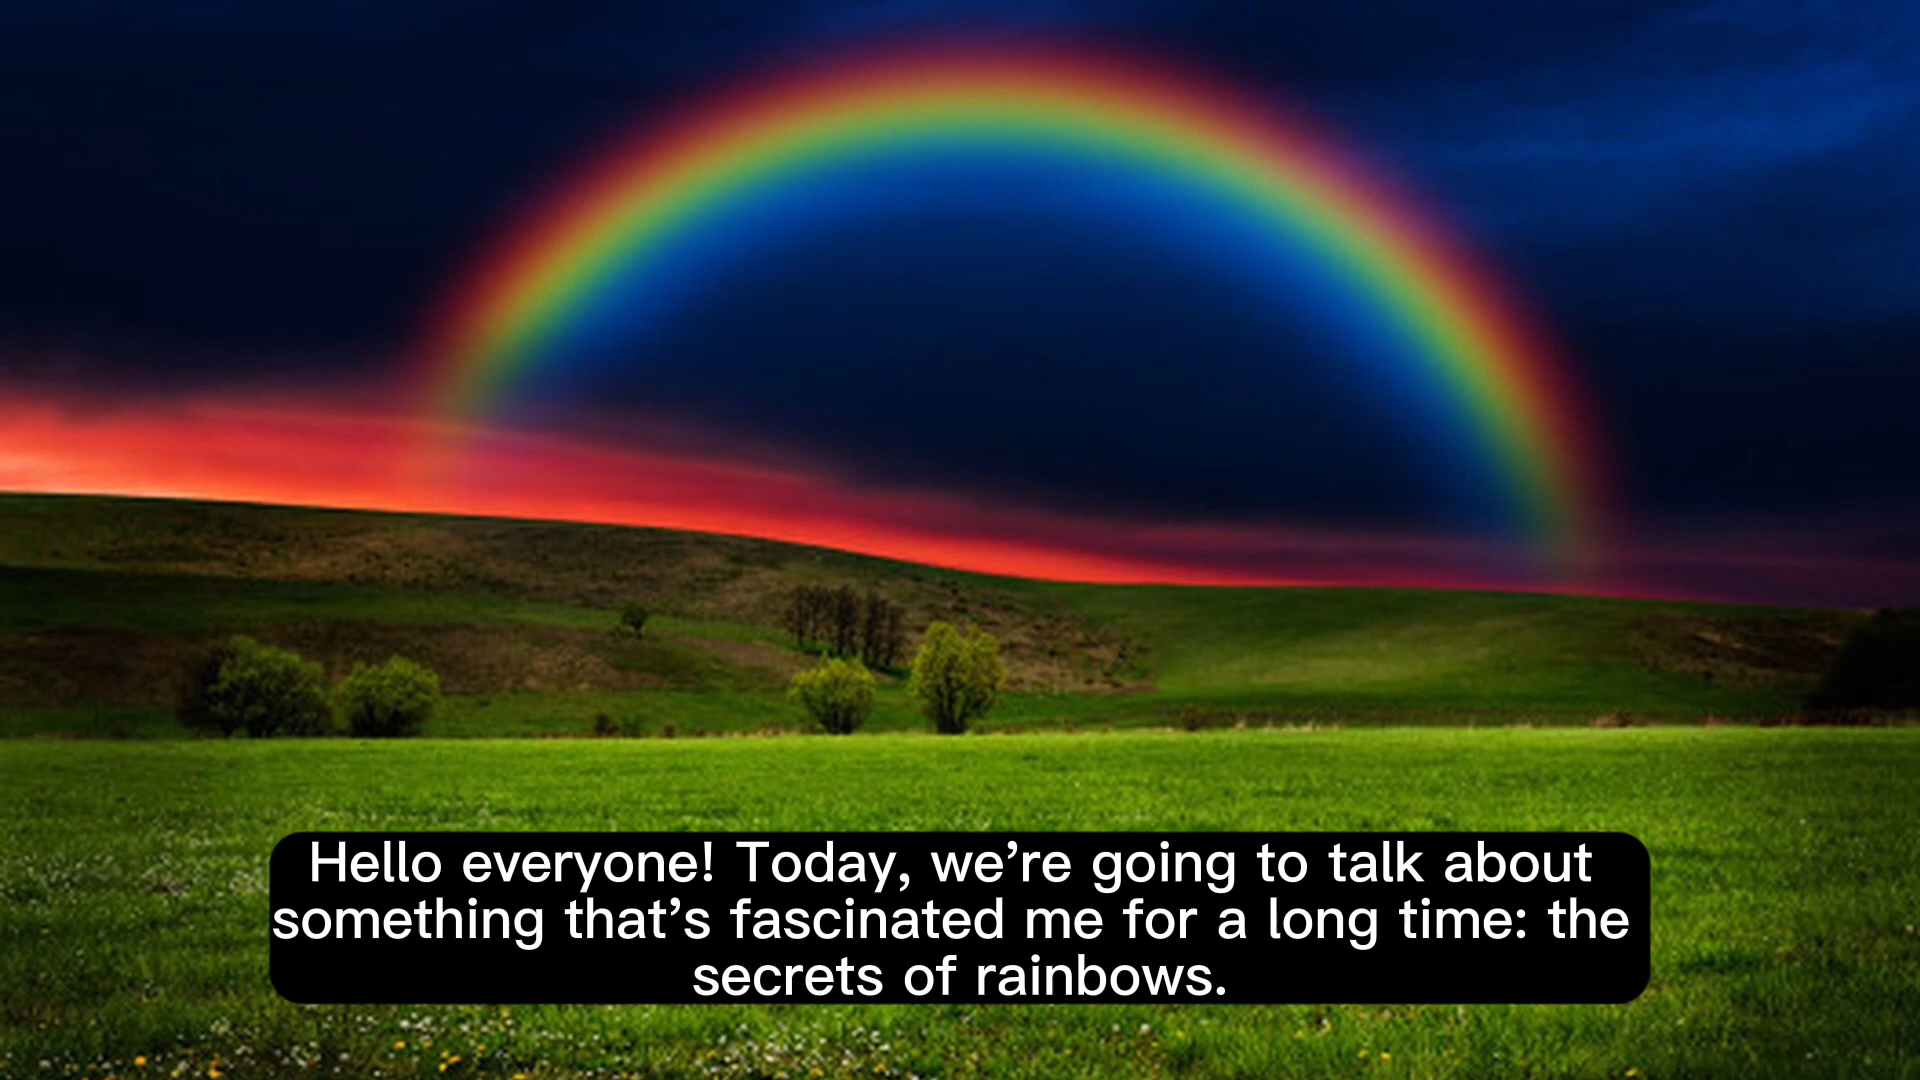 Hello everyone! Today, we’re going to talk about
something that’s fascinated me for a long time: the
secrets of rainbows.